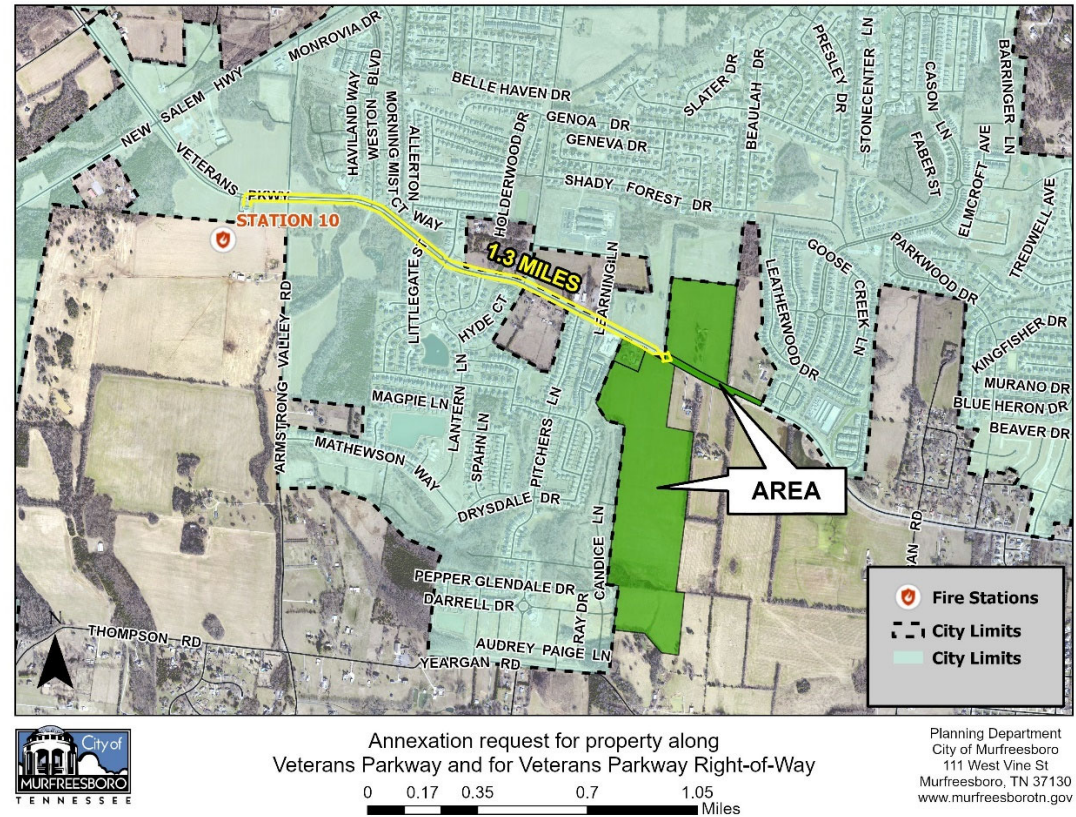 MONROVIA DR
NEW SALEM HWY
VETERANS PKWY
HAVILAND WAY
WESTON BLVD
MORNING MIST CT
ALLERTON WAY
BELLE HAVEN DR
GENOA DR
GENEVA DR
HOLDERWOOD DR
SHADY FOREST DR
SLATER DR
BEAULAH DR
PRESLEY DR
STONECENTER LN
CASON LN
FABER ST
ELMCROFT AVE
BARRINGER LN
TREDWELL AVE
PARKWOOD DR
GOOSE CREEK LN
LEATHERWOOD DR
KINGFISHER DR
MURANO DR
BLUE HERON DR
BEAVER DR
STATION 10
1.3 MILES
LEARNING LN
LITTLEGATE ST
HYDE CT
ARMSTRONG VALLEY RD
MAGPIE LN
LANTERN LN
SPAHN LN
PITCHERS LN
MATHEWSON WAY
DRYSDALE DR
CANDICE LN
AREA
AN RD
PEPPER GLENDALE DR
DARRELL DR
RAY DR
AUDREY PAIGE LN
THOMPSON RD
YEARGAN RD
N
Fire Stations
City Limits
City Limits
City of
MURFREESBORO
TENNESSEE
Annexation request for property along
Veterans Parkway and for Veterans Parkway Right-of-Way
0 0.17 0.35 0.7 1.05
Miles
Planning Department
City of Murfreesboro
111 West Vine St
Murfreesboro, TN 37130
www.murfreesborotn.gov